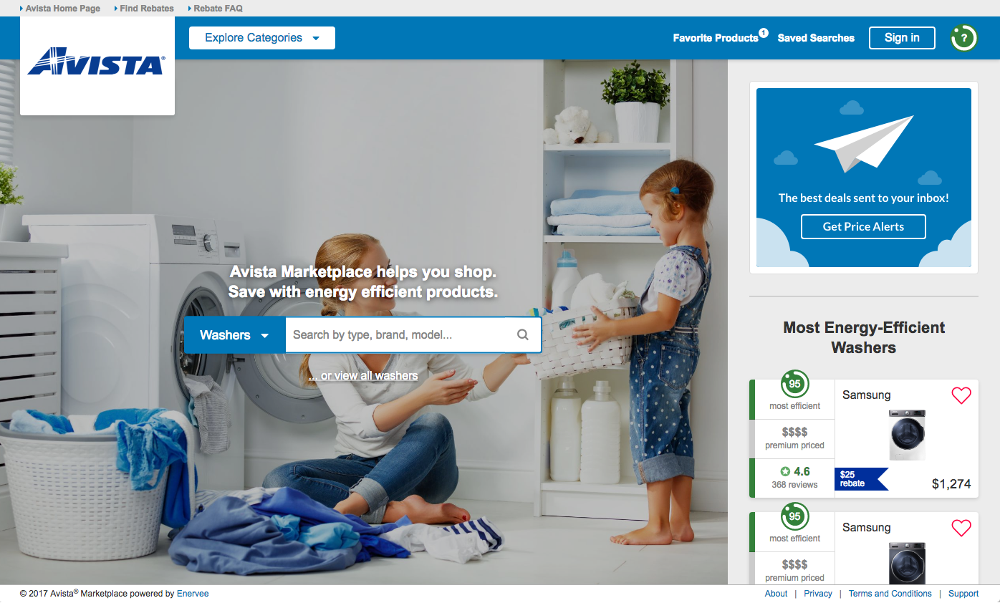 Avista Home Page
Find Rebates
Rebate FAQ
AVISTA®
Explore Categories
Favorite Products 1
Saved Searches
Sign in
?
Avista Marketplace helps you shop.
Save with energy efficient products.
Washers
Search by type, brand, model...
... or view all washers
The best deals sent to your inbox!
Get Price Alerts
Most Energy-Efficient
Washers
95
most efficient
$$$$
premium priced
4.6
368 reviews
Samsung
$25
rebate
$1,274
95
most efficient
$$$$
premium priced
Samsung
© 2017 Avista® Marketplace powered by Enervee
About | Privacy | Terms and Conditions | Support